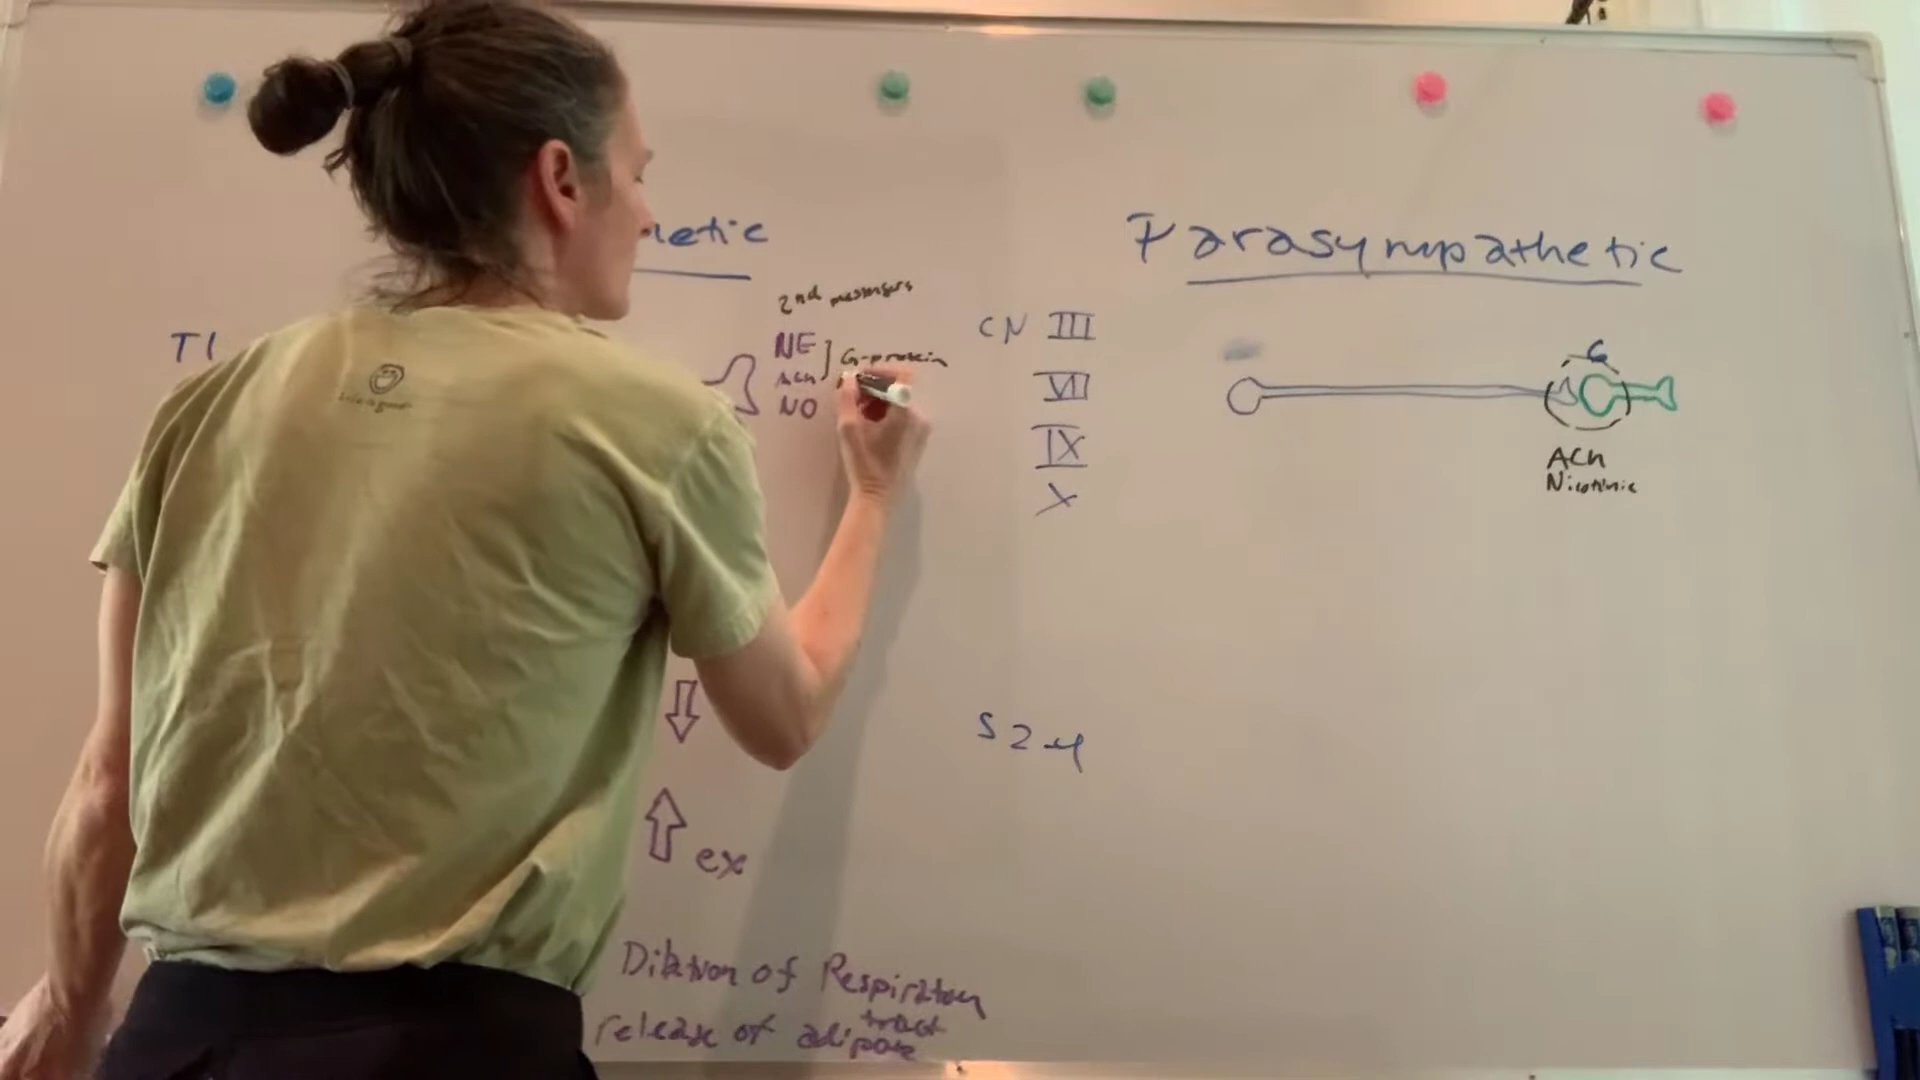 netic
T1
2nd messengers
NE
ACh
NO
G-protein
ex
Dilation of Respiratory
tract
release of adipose
Parasympathetic
CN III
VII
IX
X
G
ACh
Nicotinic
S2-4